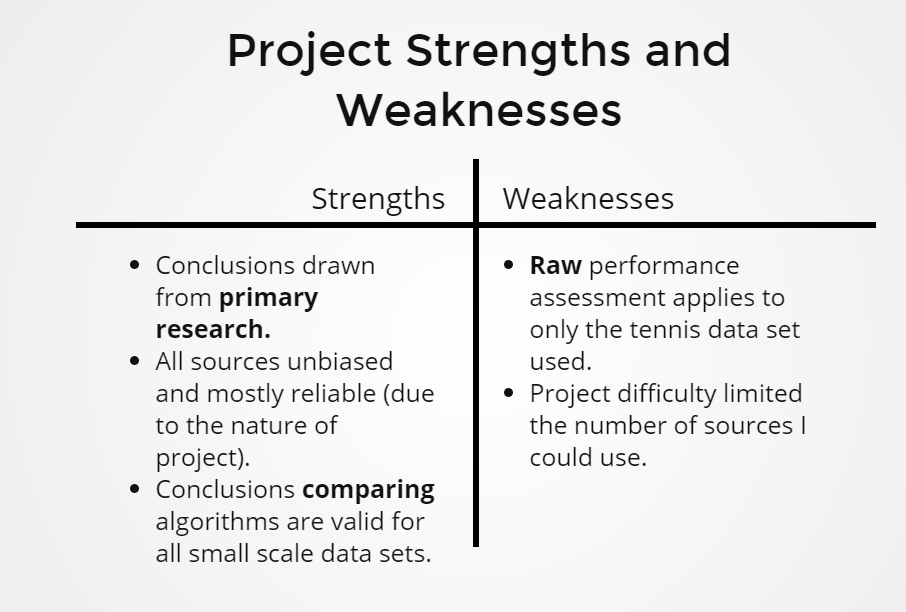 Project Strengths and
Weaknesses
Strengths
Weaknesses
• Conclusions drawn
from primary
research.
• All sources unbiased
and mostly reliable (due
to the nature of
project).
• Conclusions comparing
algorithms are valid for
all small scale data sets.
• Raw performance
assessment applies to
only the tennis data set
used.
• Project difficulty limited
the number of sources I
could use.